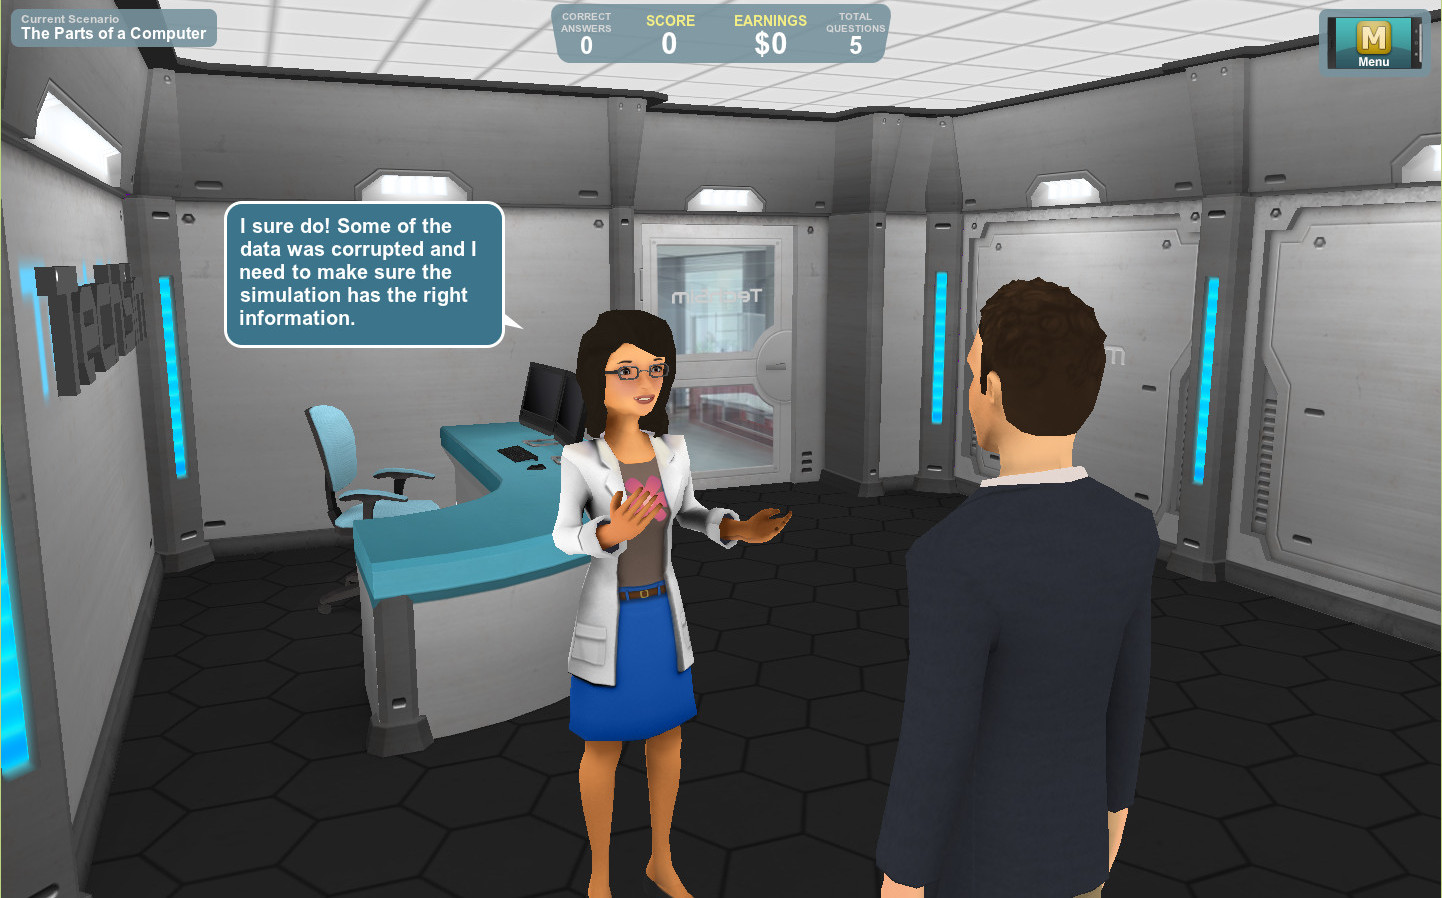 Current Scenario
The Parts of a Computer
CORRECT
ANSWERS
0
SCORE
0
EARNINGS
$0
TOTAL
QUESTIONS
5
M
Menu
I sure do! Some of the
data was corrupted and I
need to make sure the
simulation has the right
information.